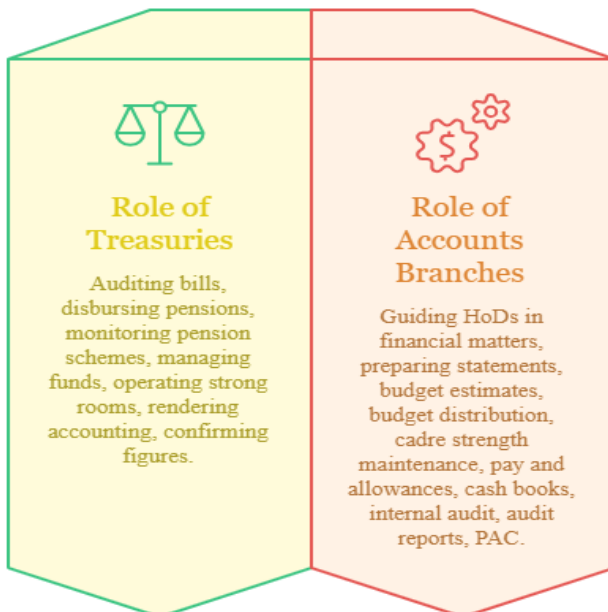 Role of
Treasuries
Auditing bills,
disbursing pensions,
monitoring pension
schemes, managing
funds, operating strong
rooms, rendering
accounting, confirming
figures.
$
Role of
Accounts
Branches
Guiding HoDs in
financial matters,
preparing statements,
budget estimates,
budget distribution,
cadre strength
maintenance, pay and
allowances, cash books,
internal audit, audit
reports, PAC.